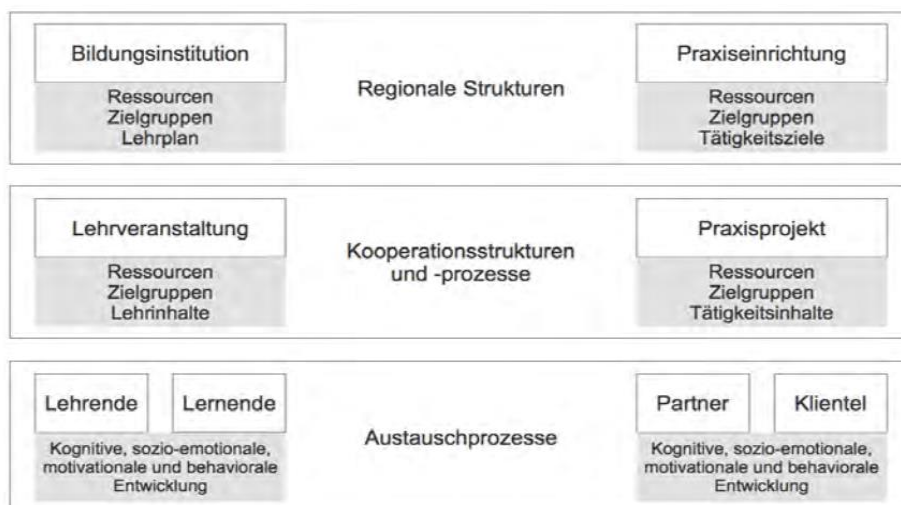 Bildungsinstitution
Ressourcen
Zielgruppen
Lehrplan
Regionale Strukturen
Praxiseinrichtung
Ressourcen
Zielgruppen
Tätigkeitsziele
Lehrveranstaltung
Ressourcen
Zielgruppen
Lehrinhalte
Kooperationsstrukturen
und -prozesse
Praxisprojekt
Ressourcen
Zielgruppen
Tätigkeitsinhalte
Lehrende
Lernende
Kognitive, sozio-emotionale,
motivationale und behaviorale
Entwicklung
Austauschprozesse
Partner
Klientel
Kognitive, sozio-emotionale,
motivationale und behaviorale
Entwicklung